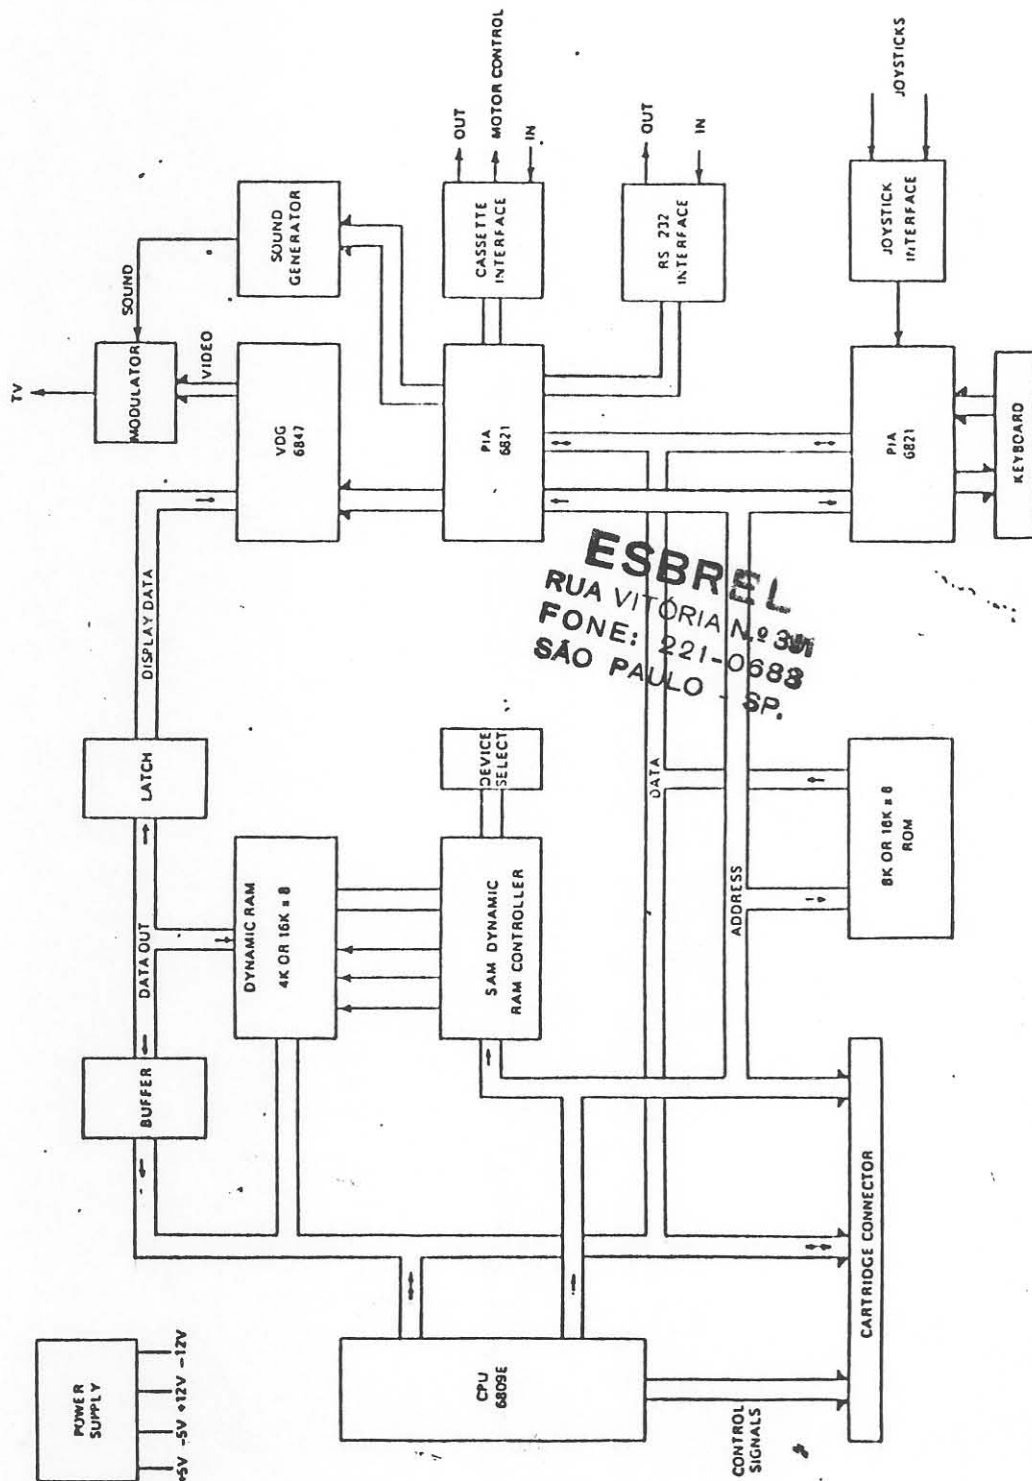 TV
MODULATOR
SOUND
VIDEO
SOUND
GENERATOR
VDG
6847
DISPLAY DATA
LATCH
DATA OUT
BUFFER
CASSETTE
INTERFACE
OUT
MOTOR CONTROL
IN
PIA
6821
RS 232
INTERFACE
OUT
IN
JOYSTICKS
JOYSTICK
INTERFACE
PIA
6821
KEYBOARD
DEVICE
SELECT
DYNAMIC RAM
4K OR 16K x 8
SAM DYNAMIC
RAM CONTROLLER
DATA
ADDRESS
8K OR 16K x 8
ROM
CARTRIDGE CONNECTOR
CPU
6809E
CONTROL
SIGNALS
POWER
SUPPLY
+5V -5V +12V -12V
ESBREL
RUA VITÓRIA N.º
FONE: 221-0683
SÃO PAULO - SP.